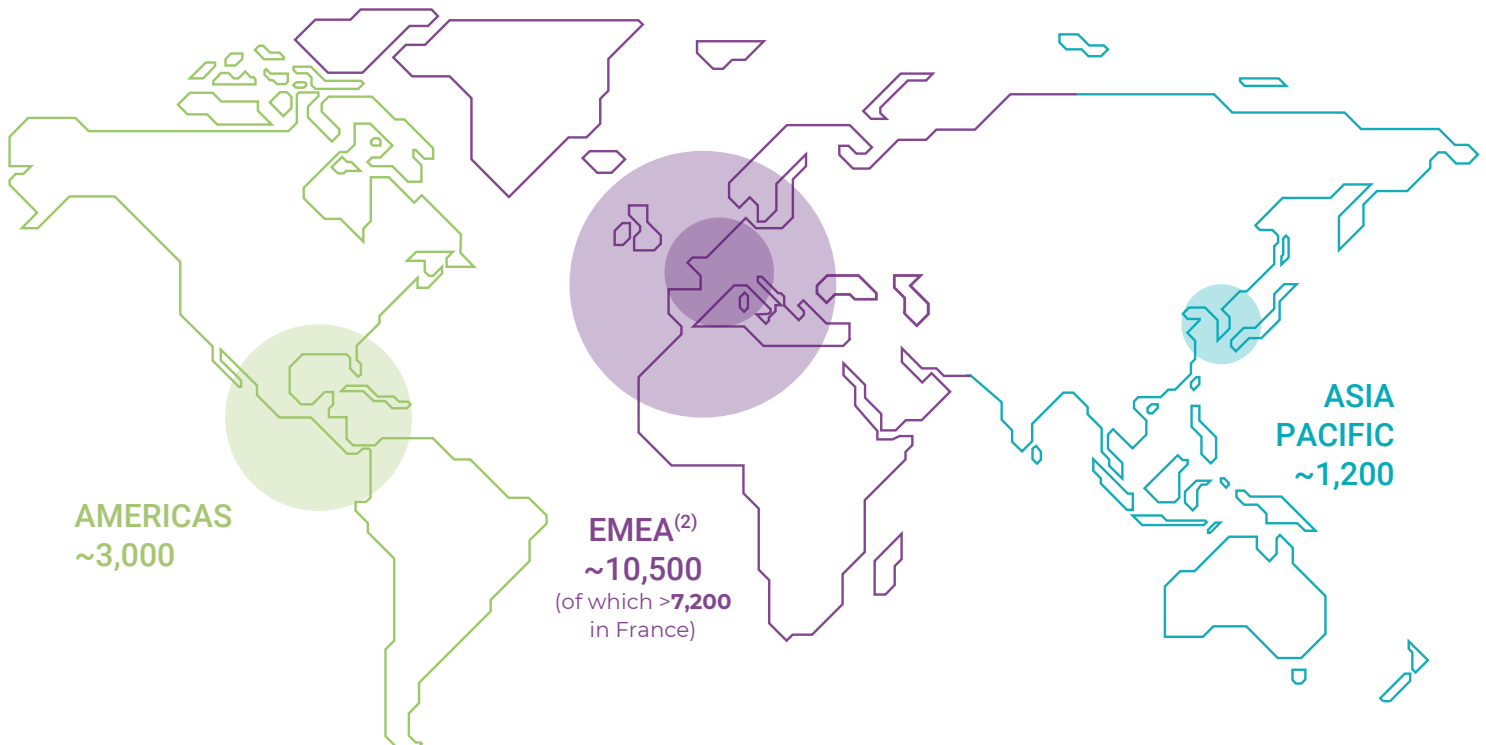 AMERICAS
~3,000
EMEA(2)
~10,500
(of which >7,200
in France)
ASIA
PACIFIC
~1,200